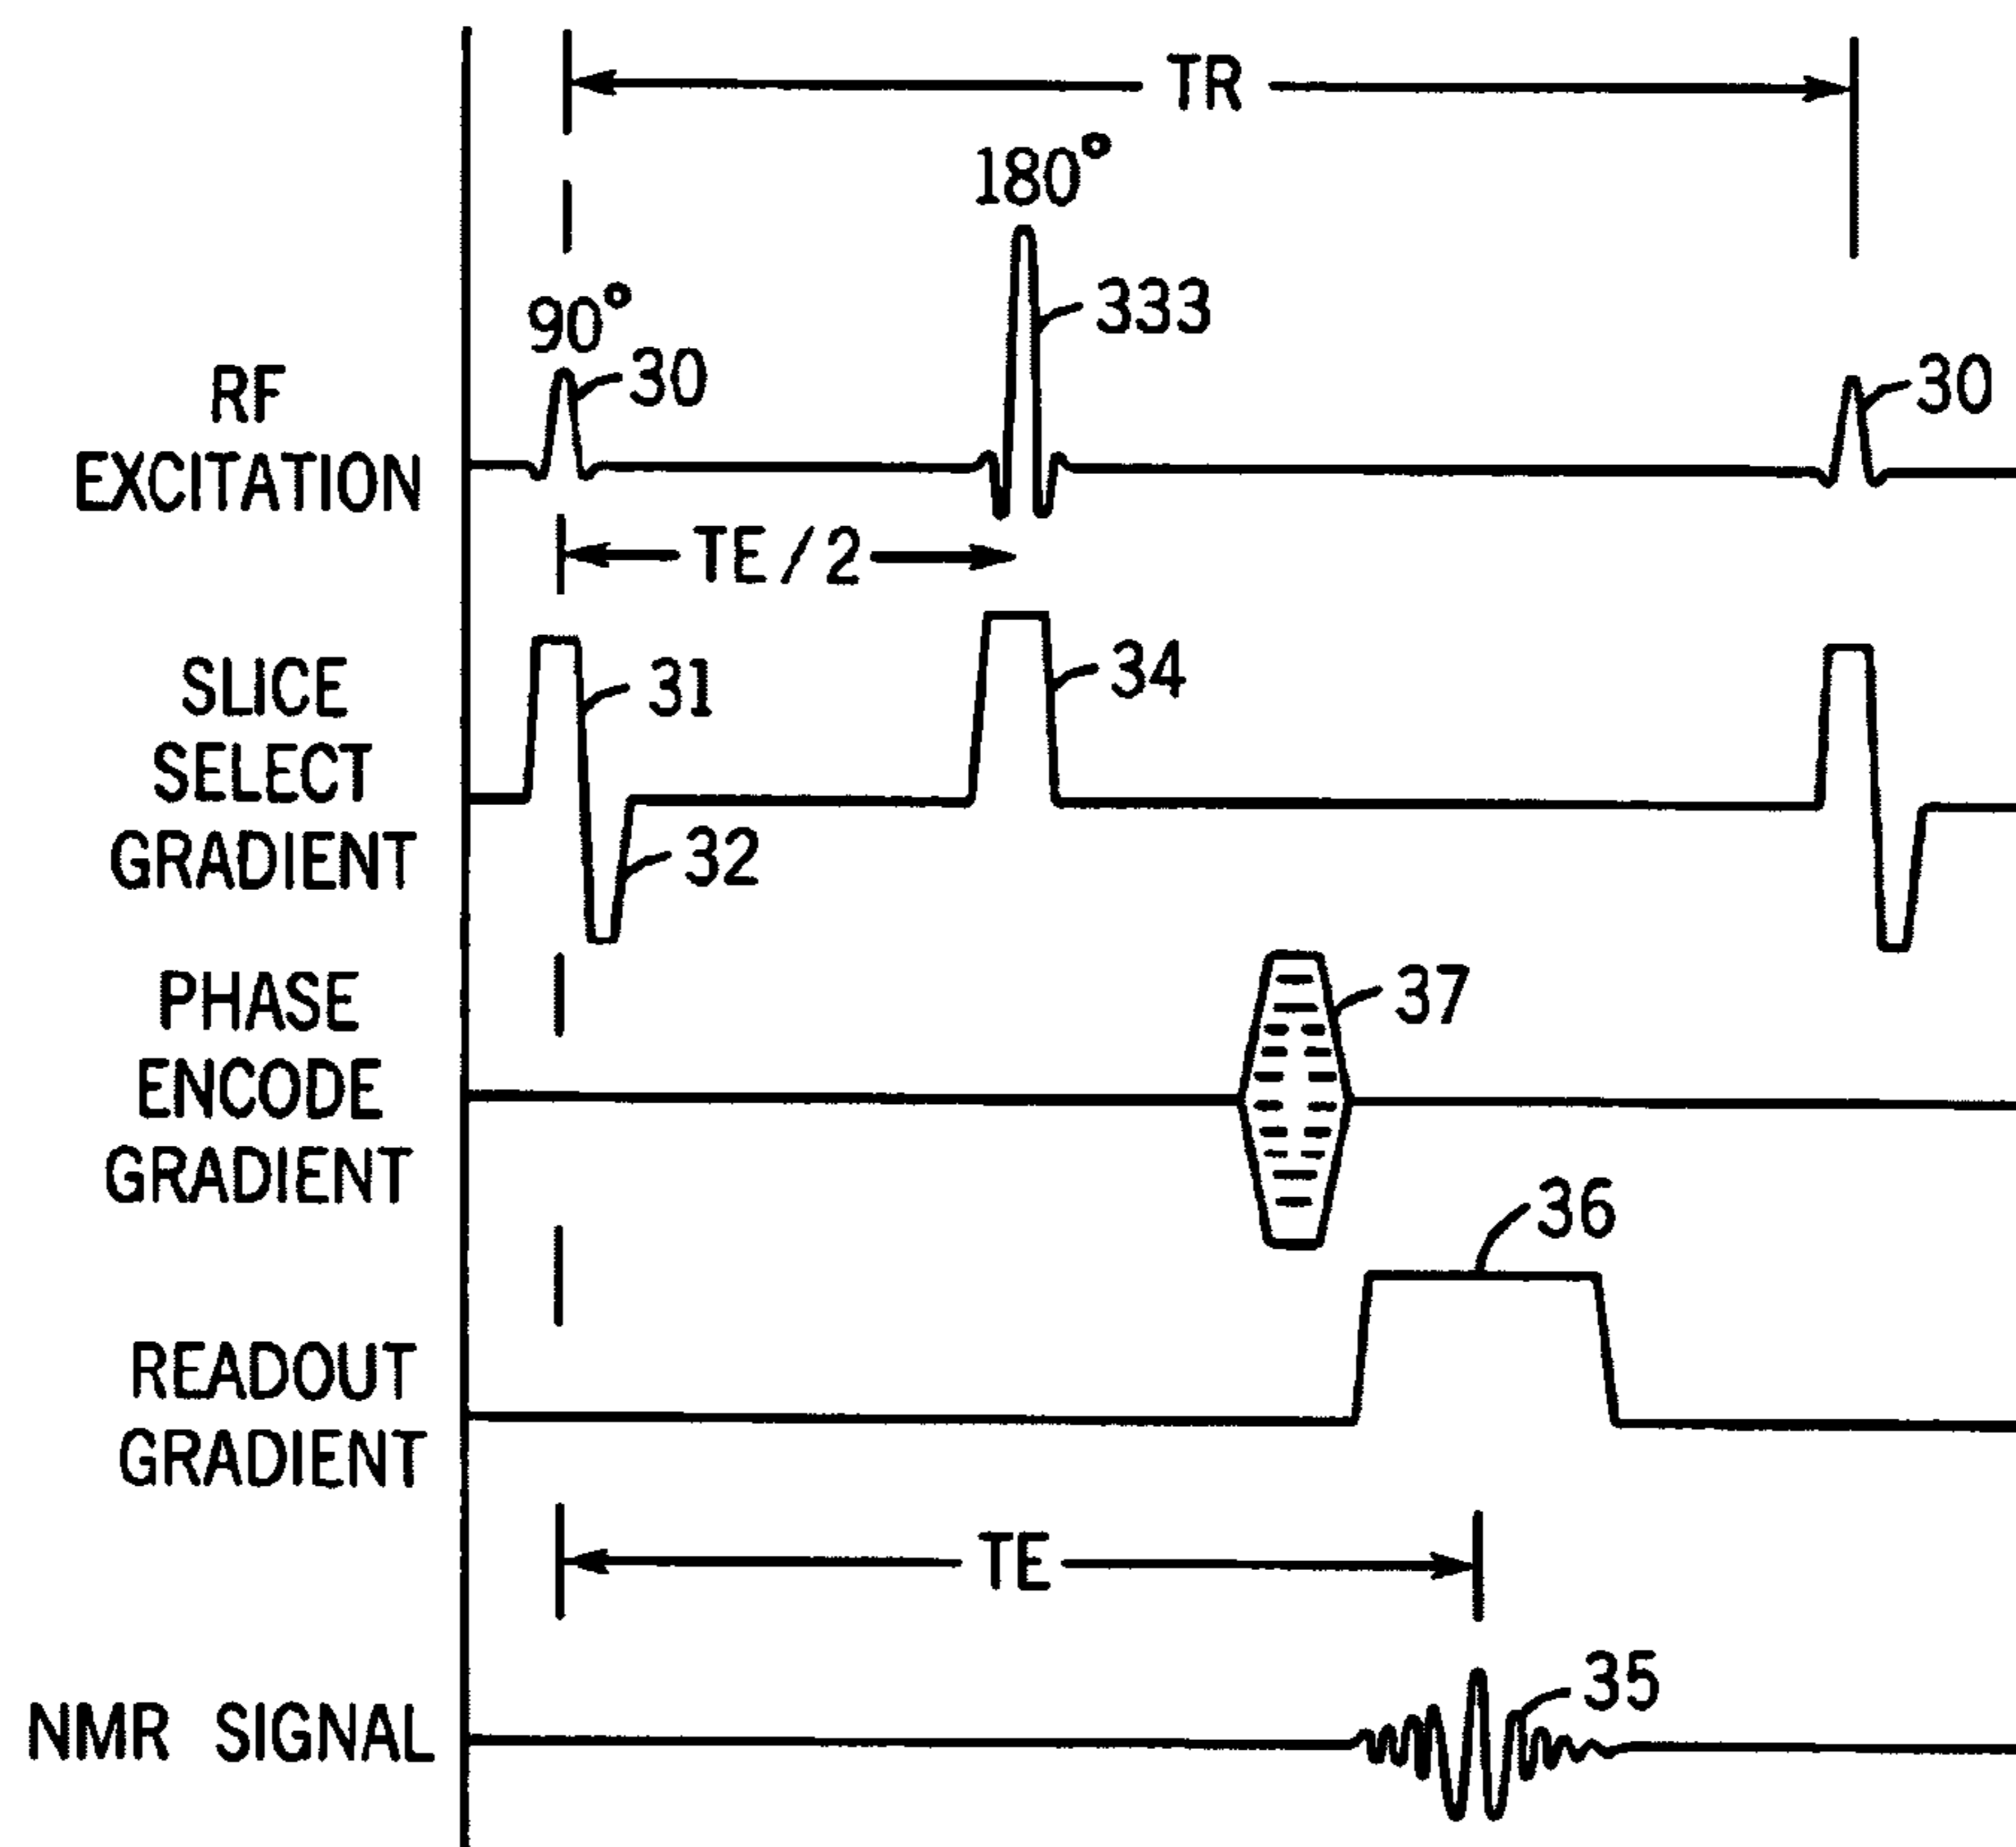 TR
180°
333
90°
30
30
RF
EXCITATION
TE/2
31
34
SLICE
SELECT
GRADIENT
32
37
PHASE
ENCODE
GRADIENT
36
READOUT
GRADIENT
TE
35
NMR SIGNAL